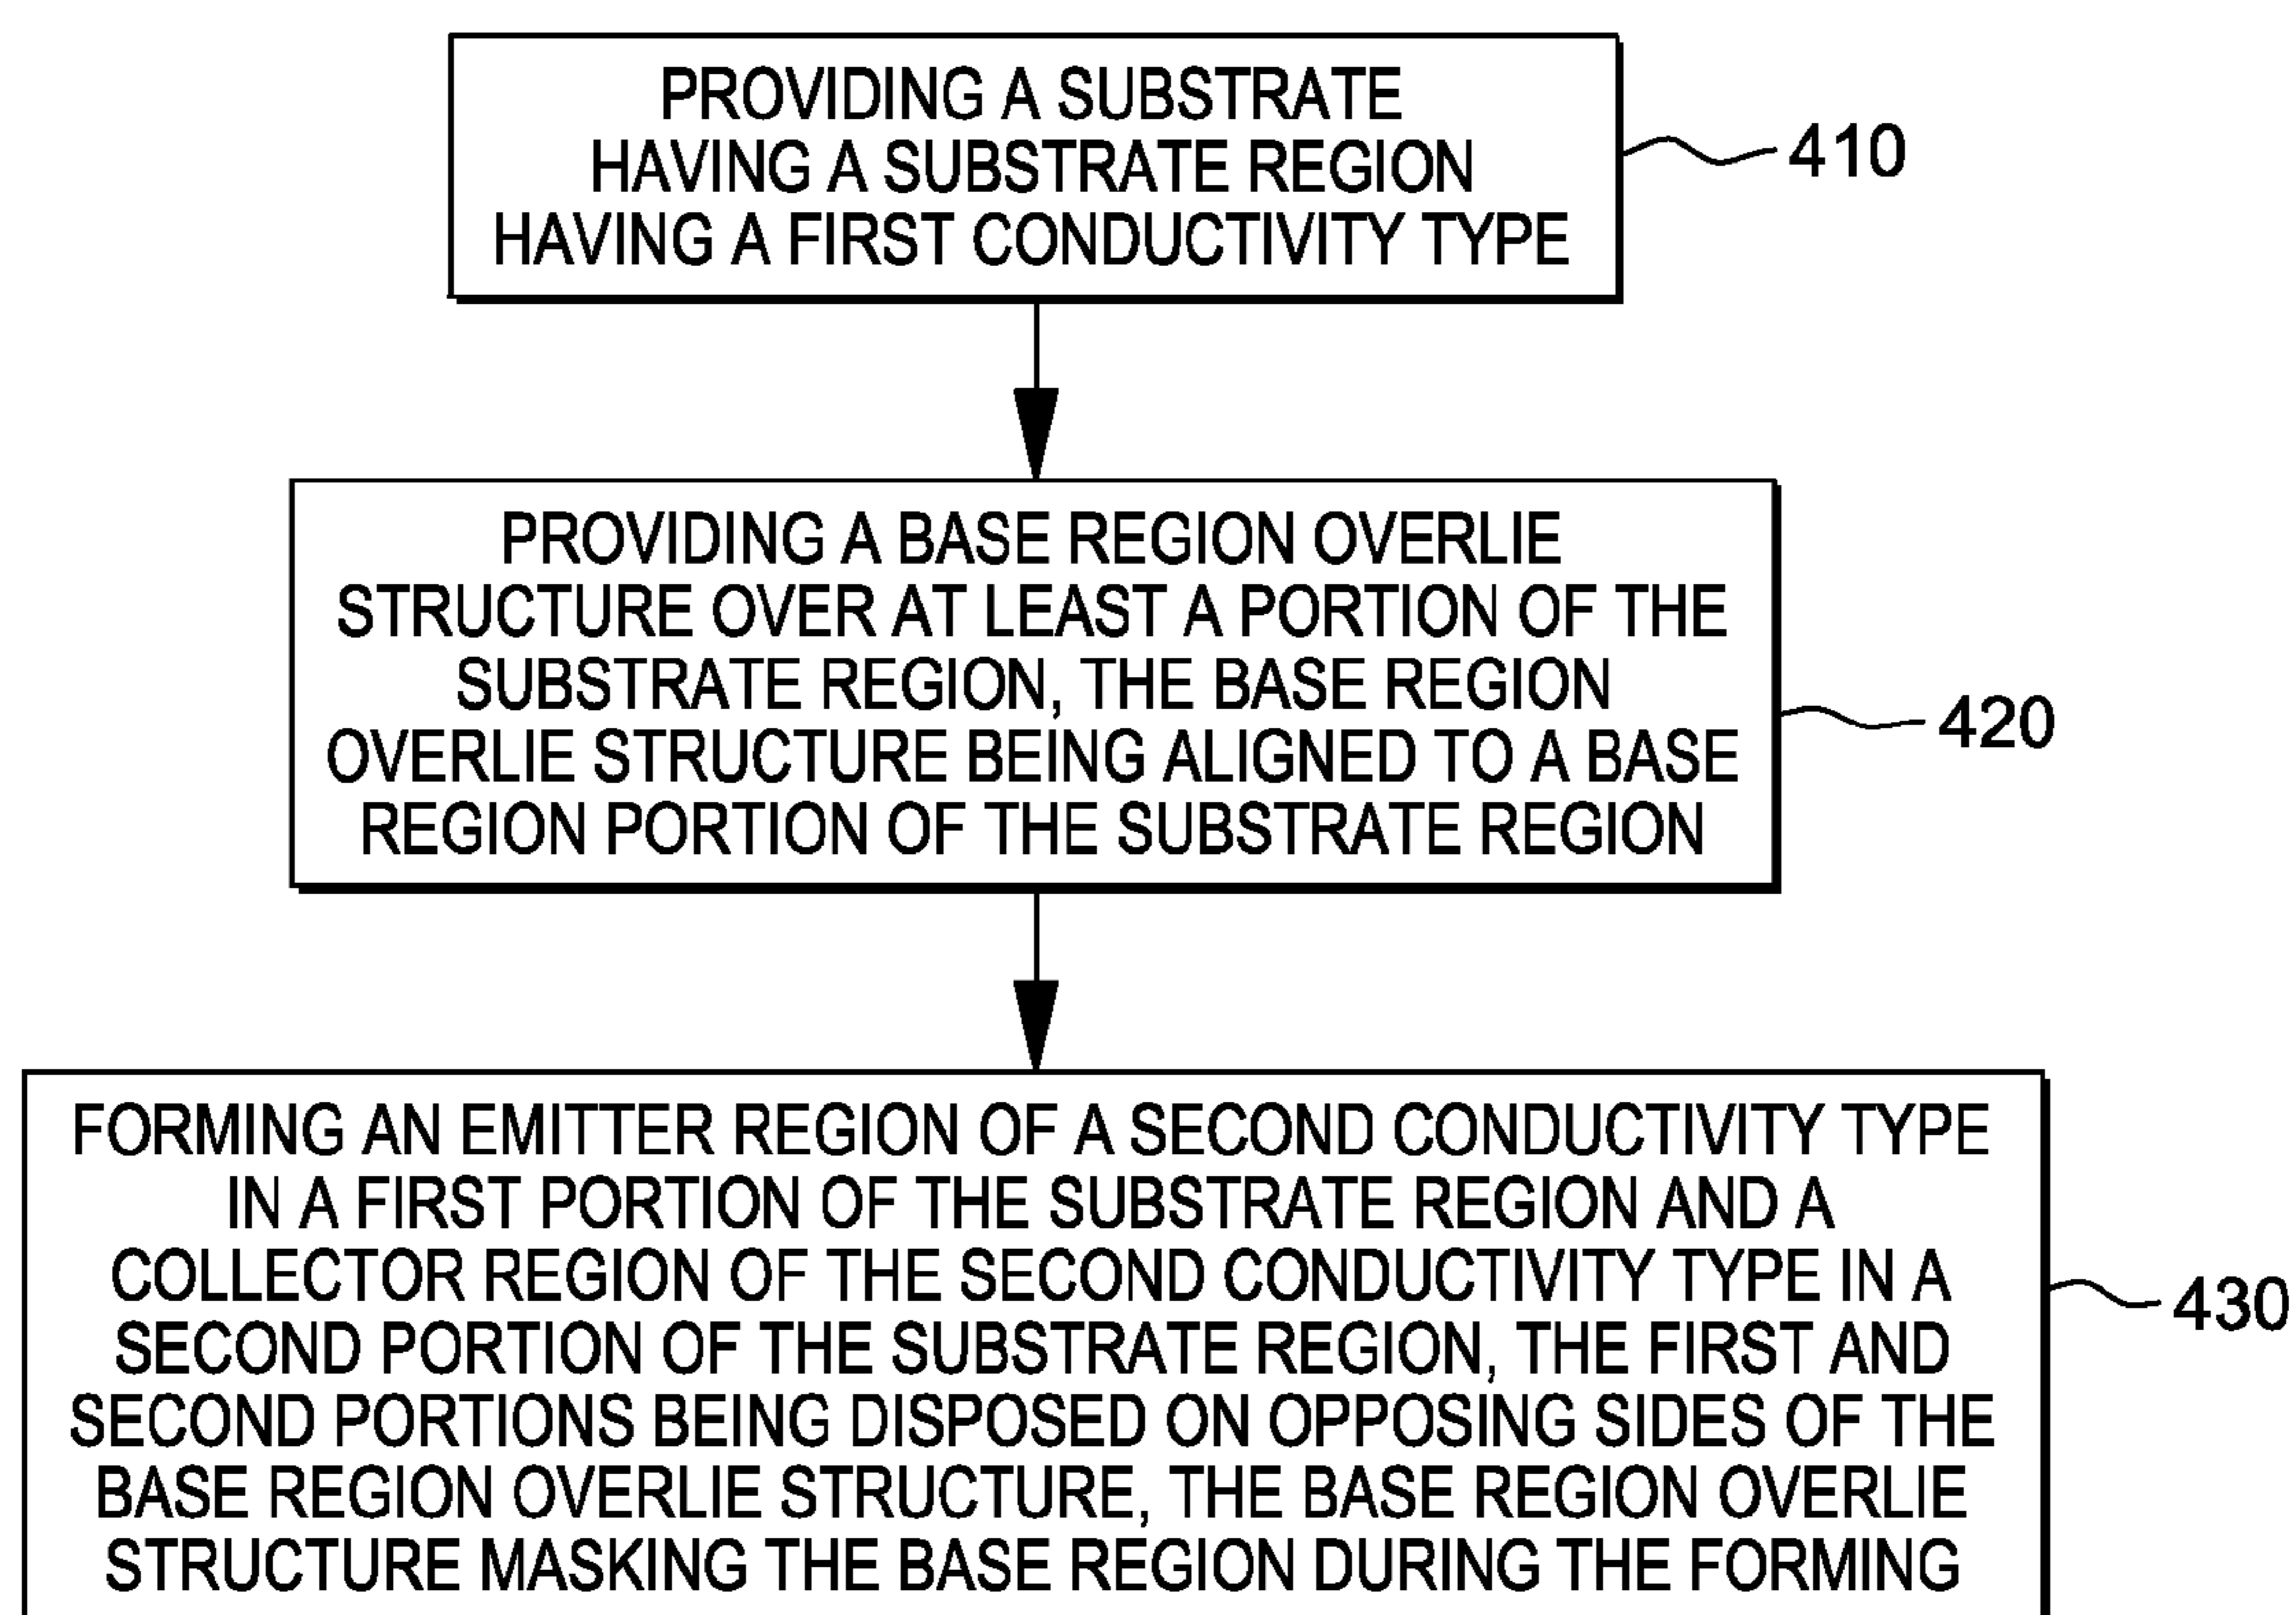 PROVIDING A SUBSTRATE
HAVING A SUBSTRATE REGION
HAVING A FIRST CONDUCTIVITY TYPE
410
PROVIDING A BASE REGION OVERLIE
STRUCTURE OVER AT LEAST A PORTION OF THE
SUBSTRATE REGION, THE BASE REGION
OVERLIE STRUCTURE BEING ALIGNED TO A BASE
REGION PORTION OF THE SUBSTRATE REGION
420
FORMING AN EMITTER REGION OF A SECOND CONDUCTIVITY TYPE
IN A FIRST PORTION OF THE SUBSTRATE REGION AND A
COLLECTOR REGION OF THE SECOND CONDUCTIVITY TYPE IN A
SECOND PORTION OF THE SUBSTRATE REGION, THE FIRST AND
SECOND PORTIONS BEING DISPOSED ON OPPOSING SIDES OF THE
BASE REGION OVERLIE STRUCTURE, THE BASE REGION OVERLIE
STRUCTURE MASKING THE BASE REGION DURING THE FORMING
430